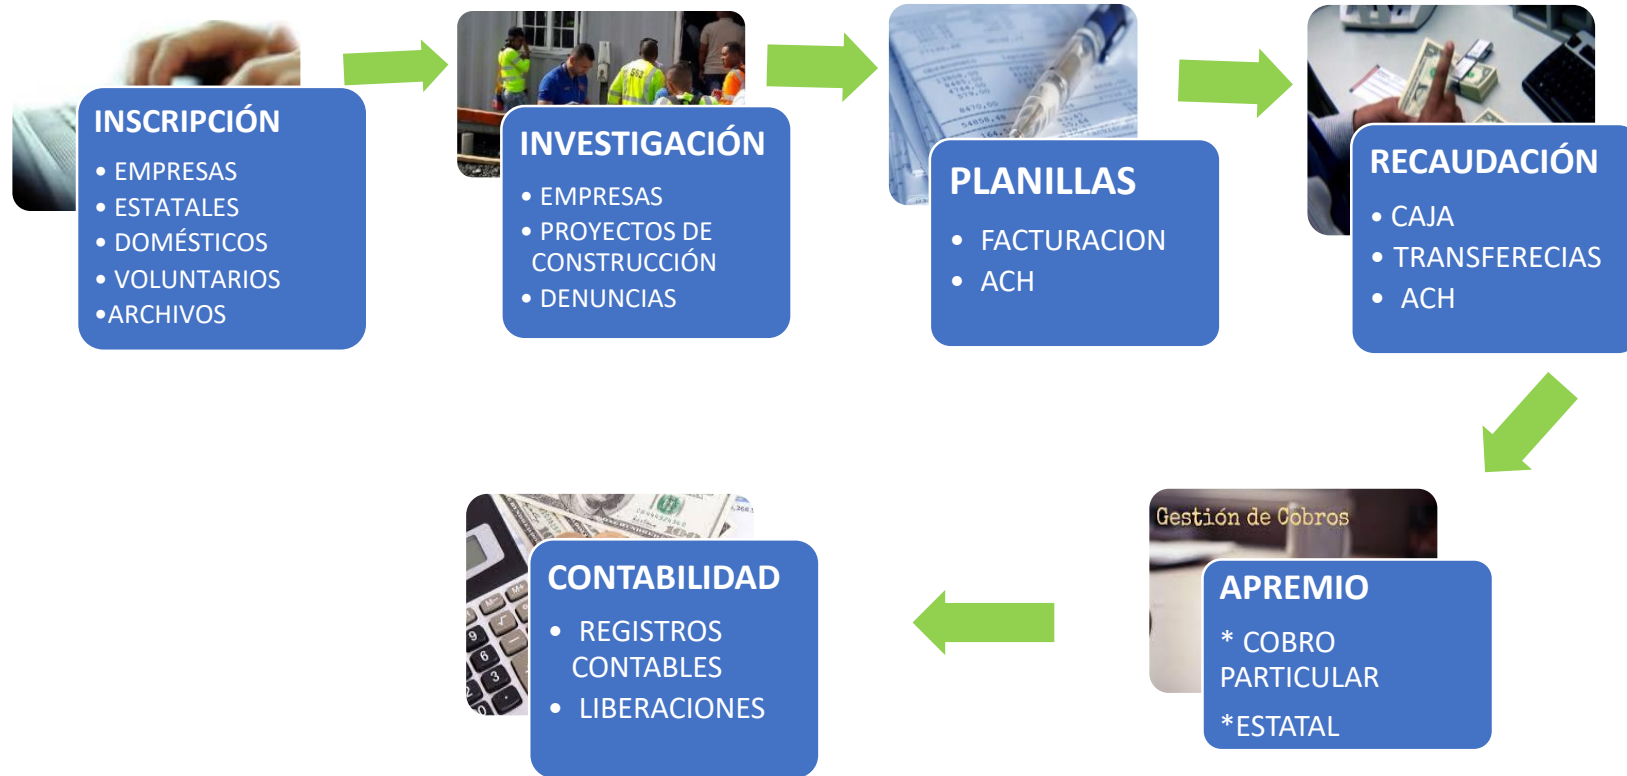 INSCRIPCIÓN
• EMPRESAS
• ESTATALES
• DOMÉSTICOS
• VOLUNTARIOS
•ARCHIVOS
INVESTIGACIÓN
• EMPRESAS
• PROYECTOS DE
CONSTRUCCIÓN
• DENUNCIAS
PLANILLAS
• FACTURACION
• ACH
RECAUDACIÓN
• CAJA
• TRANSFERECIAS
• ACH
Gestión de Cobros
APREMIO
* COBRO
PARTICULAR
*ESTATAL
CONTABILIDAD
• REGISTROS
CONTABLES
• LIBERACIONES